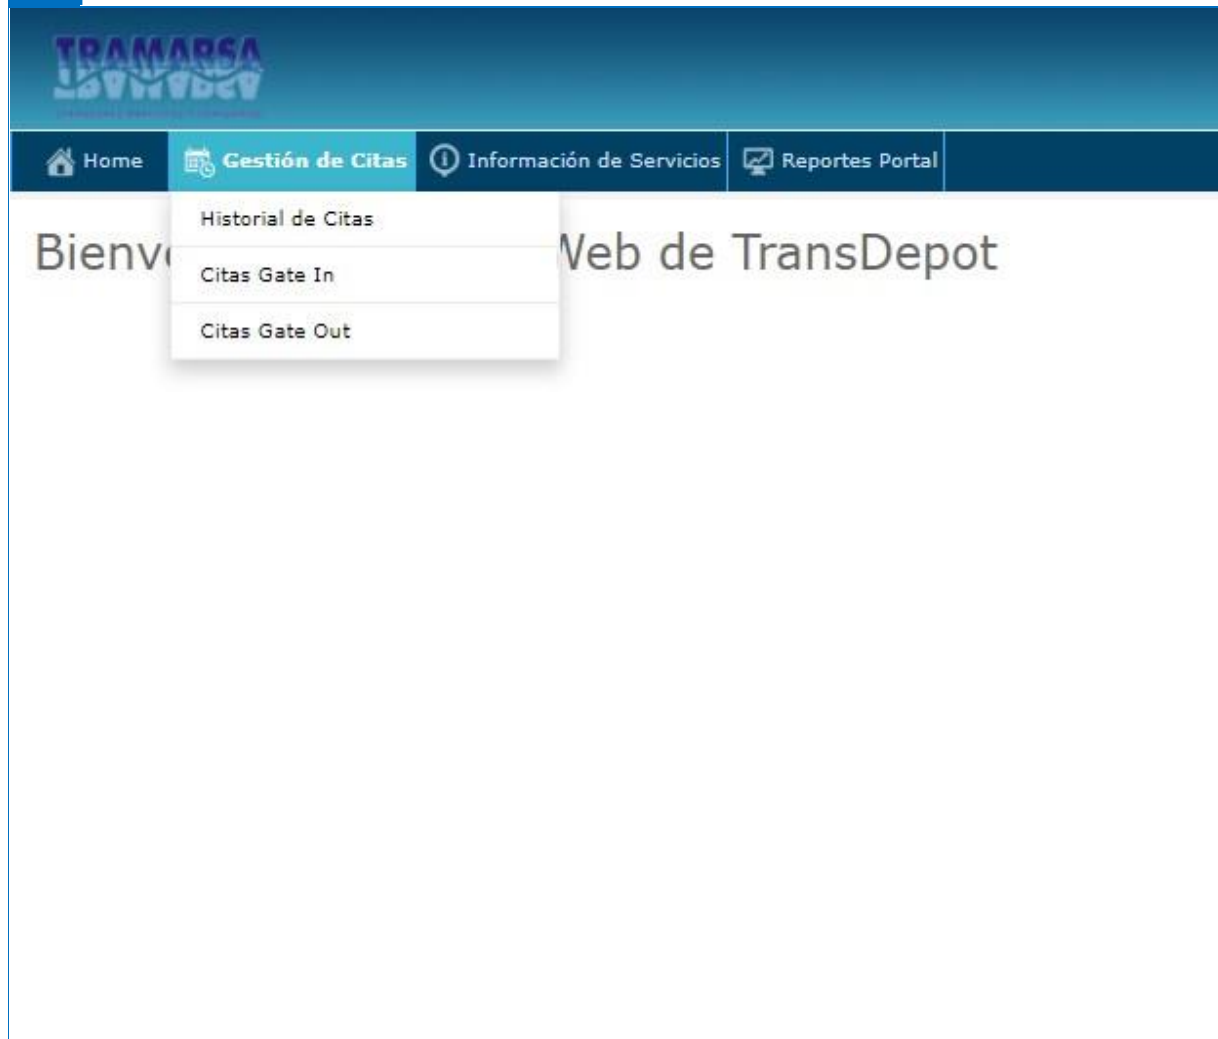 TRAMARSA
Home Gestión de Citas Información de Servicios Reportes Portal
Historial de Citas
Bienv Web de TransDepot
Citas Gate In
Citas Gate Out